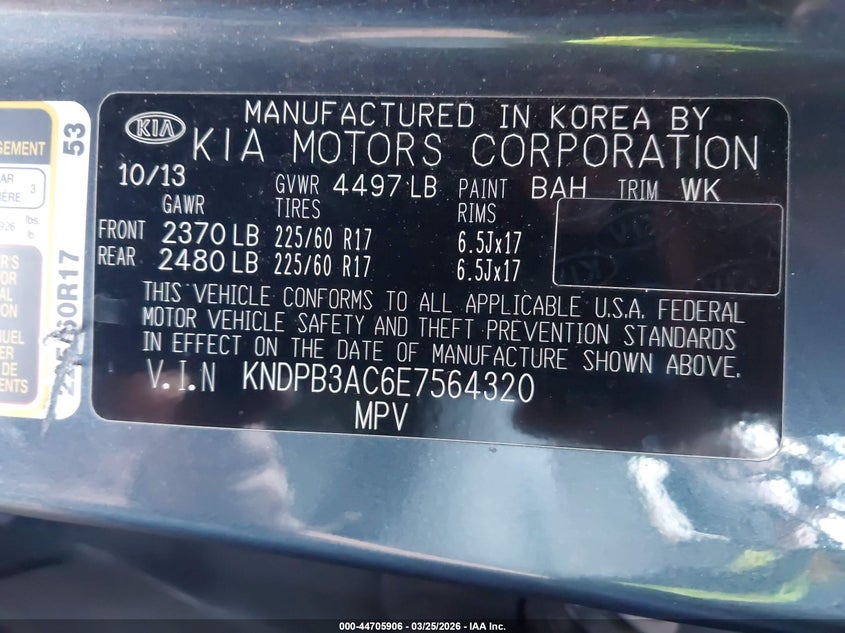 MANUFACTURED IN KOREA BY
KIA KIA MOTORS CORPORATION
10/13 GVWR 4497 LB PAINT BAH TRIM WK
GAWR TIRES RIMS
FRONT 2370 LB 225/60 R17 6.5Jx17
REAR 2480 LB 225/60 R17 6.5Jx17
THIS VEHICLE CONFORMS TO ALL APPLICABLE U.S.A. FEDERAL
MOTOR VEHICLE SAFETY AND THEFT PREVENTION STANDARDS
IN EFFECT ON THE DATE OF MANUFACTURE SHOWN ABOVE.
V.I.N KNDPB3AC6E7564320
MPV
53
000-44705906 - 03/25/2026 - IAA Inc.